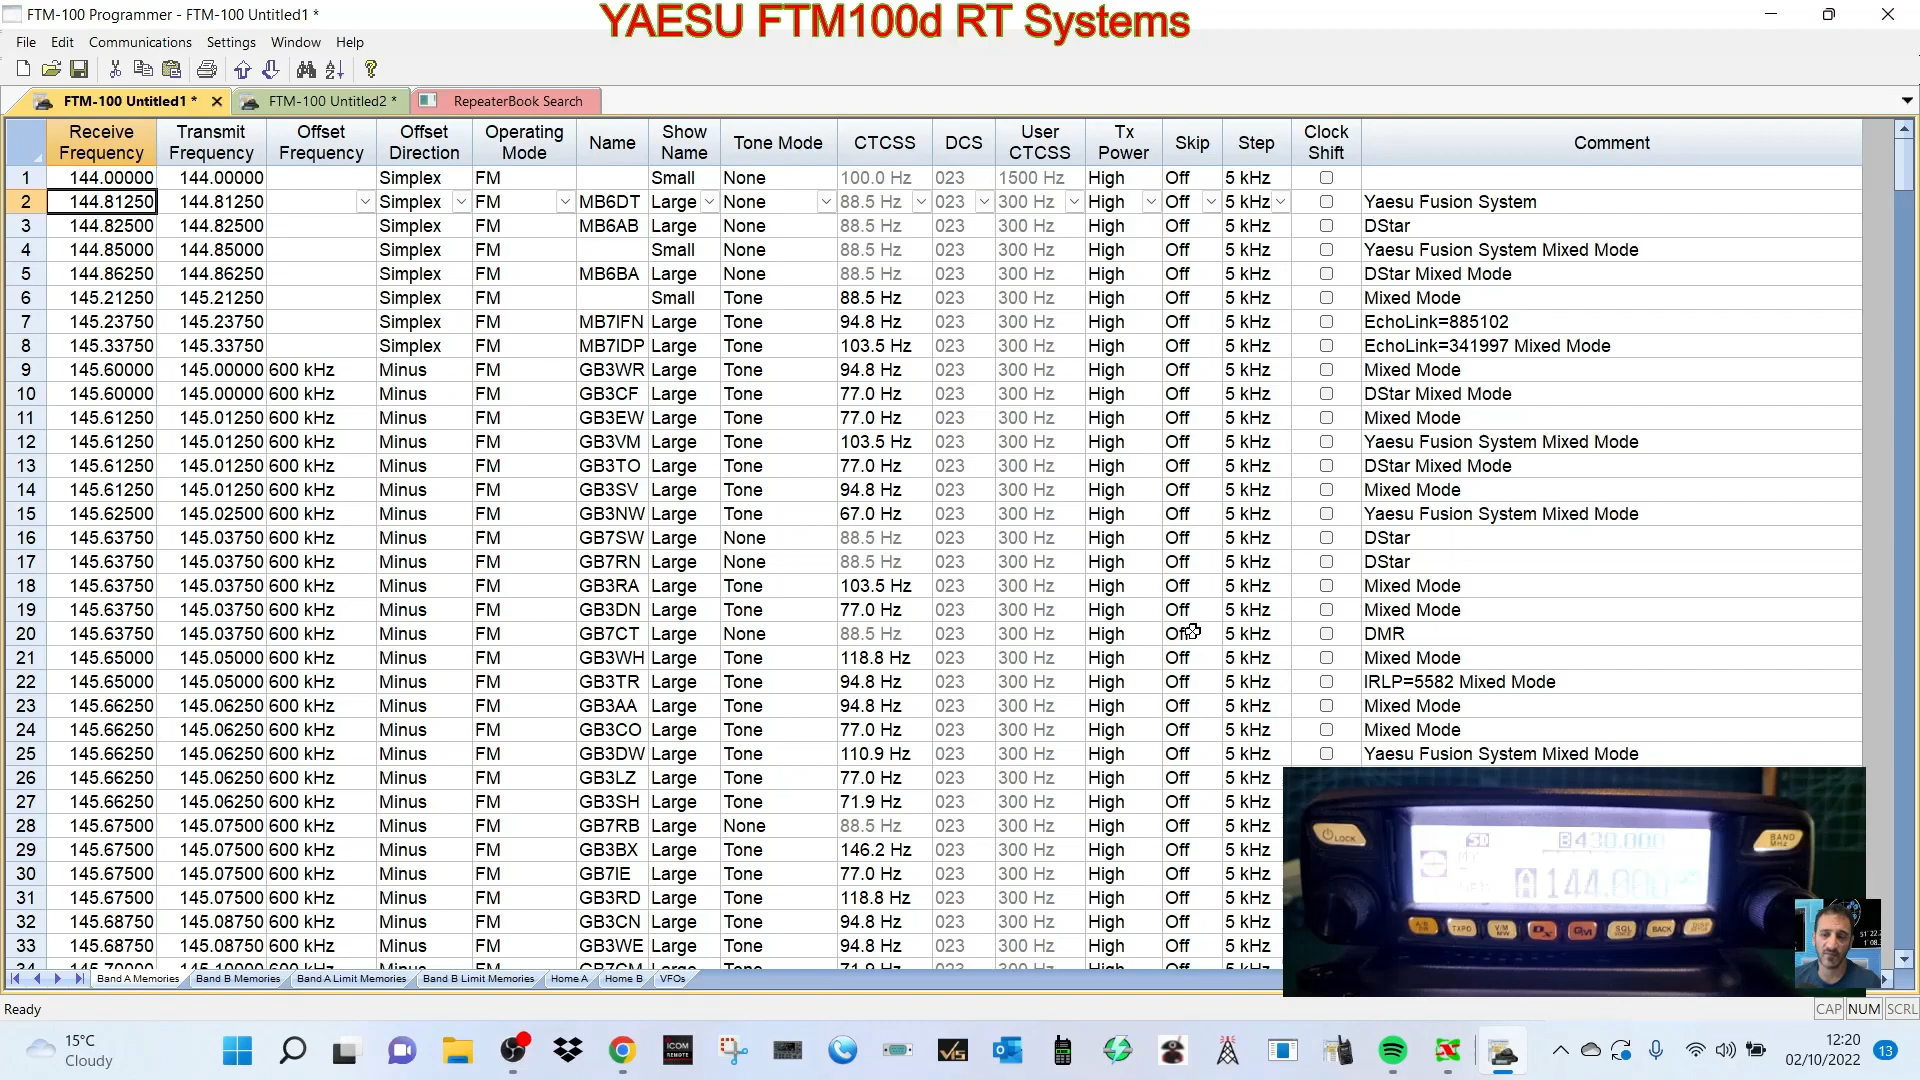 FTM-100 Programmer - FTM-100 Untitled1 *
YAESU FTM100d RT Systems
File Edit Communications Settings Window Help
FTM-100 Untitled1 * FTM-100 Untitled2 * RepeaterBook Search
Receive Frequency Transmit Frequency Offset Frequency Offset Direction Operating Mode Name Show Name Tone Mode CTCSS DCS User CTCSS Tx Power Skip Step Clock Shift Comment
1 144.00000 144.00000 Simplex FM Small None 100.0 Hz 023 1500 Hz High Off 5 kHz
2 144.81250 144.81250 Simplex FM MB6DT Large None 88.5 Hz 023 300 Hz High Off 5 kHz Yaesu Fusion System
3 144.82500 144.82500 Simplex FM MB6AB Large None 88.5 Hz 023 300 Hz High Off 5 kHz DStar
4 144.85000 144.85000 Simplex FM Small None 88.5 Hz 023 300 Hz High Off 5 kHz Yaesu Fusion System Mixed Mode
5 144.86250 144.86250 Simplex FM MB6BA Large None 88.5 Hz 023 300 Hz High Off 5 kHz DStar Mixed Mode
6 145.21250 145.21250 Simplex FM Small Tone 88.5 Hz 023 300 Hz High Off 5 kHz Mixed Mode
7 145.23750 145.23750 Simplex FM MB7IFN Large Tone 94.8 Hz 023 300 Hz High Off 5 kHz EchoLink=885102
8 145.33750 145.33750 Simplex FM MB7IDP Large Tone 103.5 Hz 023 300 Hz High Off 5 kHz EchoLink=341997 Mixed Mode
9 145.60000 145.00000 600 kHz Minus FM GB3WR Large Tone 94.8 Hz 023 300 Hz High Off 5 kHz Mixed Mode
10 145.60000 145.00000 600 kHz Minus FM GB3CF Large Tone 77.0 Hz 023 300 Hz High Off 5 kHz DStar Mixed Mode
11 145.61250 145.01250 600 kHz Minus FM GB3EW Large Tone 77.0 Hz 023 300 Hz High Off 5 kHz Mixed Mode
12 145.61250 145.01250 600 kHz Minus FM GB3VM Large Tone 103.5 Hz 023 300 Hz High Off 5 kHz Yaesu Fusion System Mixed Mode
13 145.61250 145.01250 600 kHz Minus FM GB3TO Large Tone 77.0 Hz 023 300 Hz High Off 5 kHz DStar Mixed Mode
14 145.61250 145.01250 600 kHz Minus FM GB3SV Large Tone 94.8 Hz 023 300 Hz High Off 5 kHz Mixed Mode
15 145.62500 145.02500 600 kHz Minus FM GB3NW Large Tone 67.0 Hz 023 300 Hz High Off 5 kHz Yaesu Fusion System Mixed Mode
16 145.63750 145.03750 600 kHz Minus FM GB7SW Large None 88.5 Hz 023 300 Hz High Off 5 kHz DStar
17 145.63750 145.03750 600 kHz Minus FM GB7RN Large None 88.5 Hz 023 300 Hz High Off 5 kHz DStar
18 145.63750 145.03750 600 kHz Minus FM GB3RA Large Tone 103.5 Hz 023 300 Hz High Off 5 kHz Mixed Mode
19 145.63750 145.03750 600 kHz Minus FM GB3DN Large Tone 77.0 Hz 023 300 Hz High Off 5 kHz Mixed Mode
20 145.63750 145.03750 600 kHz Minus FM GB7CT Large None 88.5 Hz 023 300 Hz High Off 5 kHz DMR
21 145.65000 145.05000 600 kHz Minus FM GB3WH Large Tone 118.8 Hz 023 300 Hz High Off 5 kHz Mixed Mode
22 145.65000 145.05000 600 kHz Minus FM GB3TR Large Tone 94.8 Hz 023 300 Hz High Off 5 kHz IRLP=5582 Mixed Mode
23 145.66250 145.06250 600 kHz Minus FM GB3AA Large Tone 94.8 Hz 023 300 Hz High Off 5 kHz Mixed Mode
24 145.66250 145.06250 600 kHz Minus FM GB3CO Large Tone 77.0 Hz 023 300 Hz High Off 5 kHz Mixed Mode
25 145.66250 145.06250 600 kHz Minus FM GB3DW Large Tone 110.9 Hz 023 300 Hz High Off 5 kHz Yaesu Fusion System Mixed Mode
26 145.66250 145.06250 600 kHz Minus FM GB3LZ Large Tone 77.0 Hz 023 300 Hz High Off 5 kHz
27 145.66250 145.06250 600 kHz Minus FM GB3SH Large Tone 71.9 Hz 023 300 Hz High Off 5 kHz
28 145.67500 145.07500 600 kHz Minus FM GB7RB Large None 88.5 Hz 023 300 Hz High Off 5 kHz
29 145.67500 145.07500 600 kHz Minus FM GB3BX Large Tone 146.2 Hz 023 300 Hz High Off 5 kHz
30 145.67500 145.07500 600 kHz Minus FM GB7IE Large Tone 77.0 Hz 023 300 Hz High Off 5 kHz
31 145.67500 145.07500 600 kHz Minus FM GB3RD Large Tone 118.8 Hz 023 300 Hz High Off 5 kHz
32 145.68750 145.08750 600 kHz Minus FM GB3CN Large Tone 94.8 Hz 023 300 Hz High Off 5 kHz
33 145.68750 145.08750 600 kHz Minus FM GB3WE Large Tone 94.8 Hz 023 300 Hz High Off 5 kHz
LOCK B430.000 BAND
A 144.000
TXPO V/M Dx GM SQL BACK
Band A Memories Band B Memories Band A Limit Memories Band B Limit Memories Home A Home B VFOs
Ready CAP NUM SCRL
15°C
Cloudy
ICOM REMOTE
12:20
02/10/2022 13